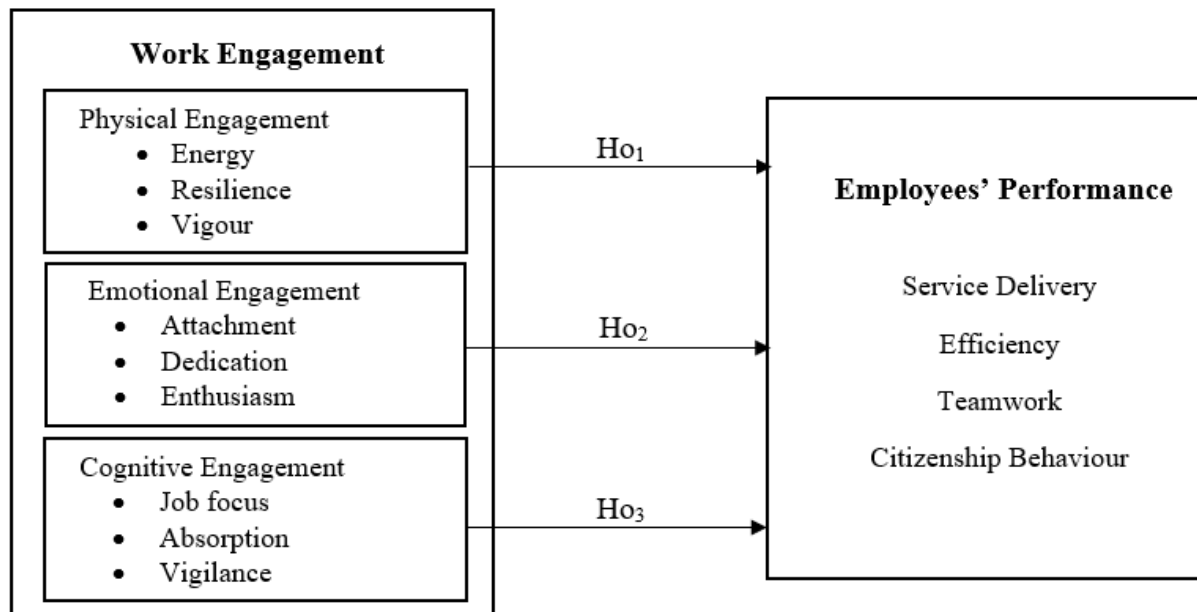 Work Engagement
Physical Engagement
• Energy
• Resilience
• Vigour
Emotional Engagement
• Attachment
• Dedication
• Enthusiasm
Cognitive Engagement
• Job focus
• Absorption
• Vigilance
Ho₁
Ho₂
Ho₃
Employees’ Performance
Service Delivery
Efficiency
Teamwork
Citizenship Behaviour